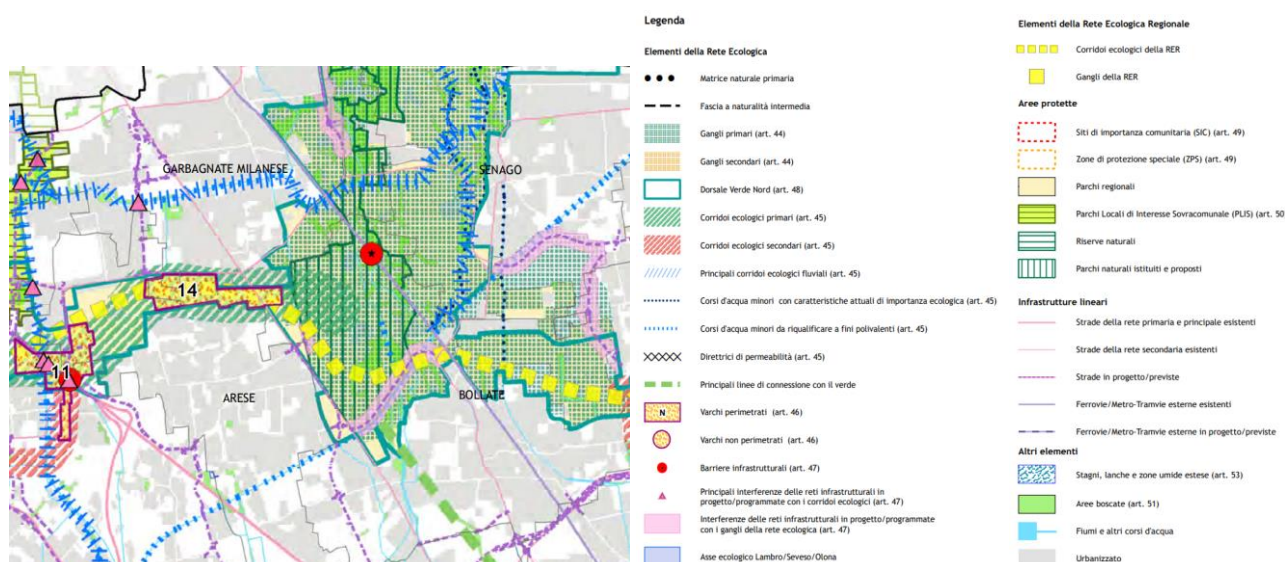 GARBAGNATE MILANESE
SENAGO
14
11
ARESE
BOLLATE
Legenda
Elementi della Rete Ecologica
Matrice naturale primaria
Fascia a naturalità intermedia
Gangli primari (art. 44)
Gangli secondari (art. 44)
Dorsale Verde Nord (art. 48)
Corridoi ecologici primari (art. 45)
Corridoi ecologici secondari (art. 45)
Principali corridoi ecologici fluviali (art. 45)
Corsi d'acqua minori con caratteristiche attuali di importanza ecologica (art. 45)
Corsi d'acqua minori da riqualificare a fini polivalenti (art. 45)
Direttrici di permeabilità (art. 45)
Principali linee di connessione con il verde
N
Varchi perimetrati (art. 46)
Varchi non perimetrati (art. 46)
Barriere infrastrutturali (art. 47)
Principali interferenze delle reti infrastrutturali in
progetto/programmate con i corridoi ecologici (art. 47)
Interferenze delle reti infrastrutturali in progetto/programmate
con i gangli della rete ecologica (art. 47)
Asse ecologico Lambro/Seveso/Olona
Elementi della Rete Ecologica Regionale
Corridoi ecologici della RER
Gangli della RER
Aree protette
Siti di importanza comunitaria (SIC) (art. 49)
Zone di protezione speciale (ZPS) (art. 49)
Parchi regionali
Parchi Locali di Interesse Sovracomunale (PLIS) (art. 50
Riserve naturali
Parchi naturali istituiti e proposti
Infrastrutture lineari
Strade della rete primaria e principale esistenti
Strade della rete secondaria esistenti
Strade in progetto/previste
Ferrovie/Metro-Tramvie esterne esistenti
Ferrovie/Metro-Tramvie esterne in progetto/previste
Altri elementi
Stagni, lanche e zone umide estese (art. 53)
Aree boscate (art. 51)
Fiumi e altri corsi d'acqua
Urbanizzato